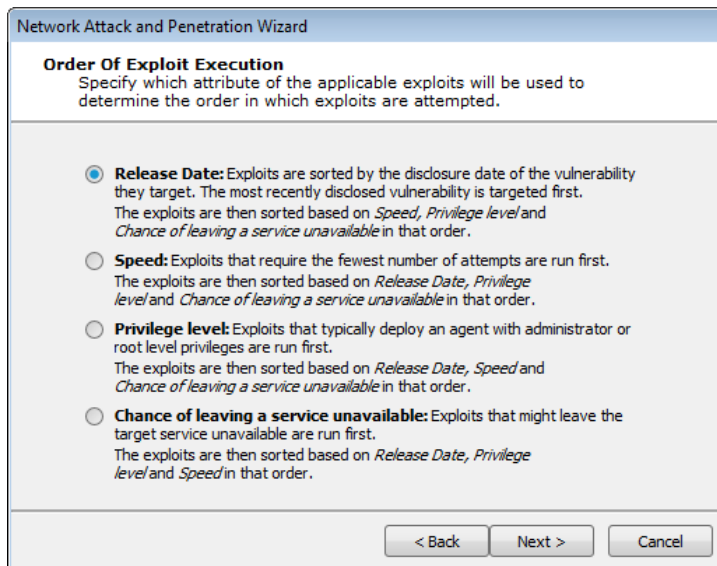 Network Attack and Penetration Wizard
Order Of Exploit Execution
Specify which attribute of the applicable exploits will be used to
determine the order in which exploits are attempted.
Release Date: Exploits are sorted by the disclosure date of the vulnerability
they target. The most recently disclosed vulnerability is targeted first.
The exploits are then sorted based on Speed, Privilege level and
Chance of leaving a service unavailable in that order.
Speed: Exploits that require the fewest number of attempts are run first.
The exploits are then sorted based on Release Date, Privilege
level and Chance of leaving a service unavailable in that order.
Privilege level: Exploits that typically deploy an agent with administrator or
root level privileges are run first.
The exploits are then sorted based on Release Date, Speed and
Chance of leaving a service unavailable in that order.
Chance of leaving a service unavailable: Exploits that might leave the
target service unavailable are run first.
The exploits are then sorted based on Release Date, Privilege
level and Speed in that order.
< Back Next > Cancel